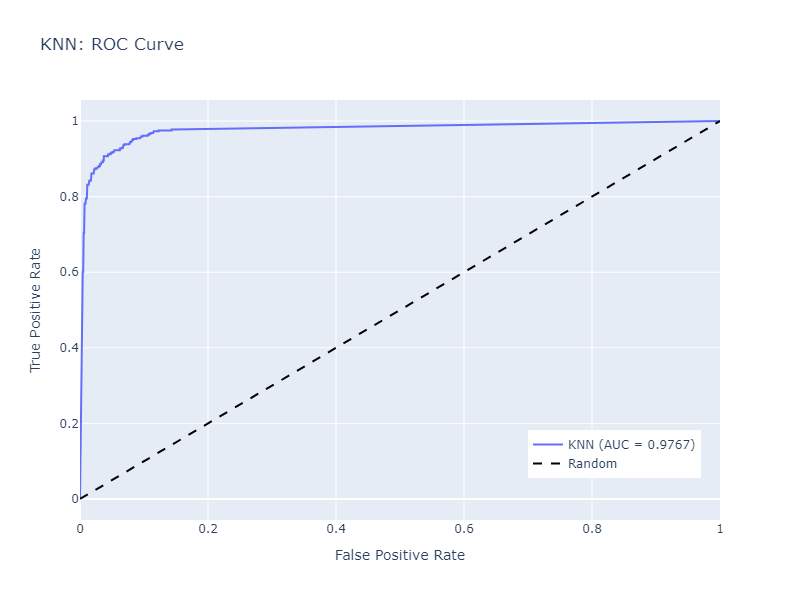 KNN: ROC Curve
1
0.8
0.6
0.4
0.2
0
True Positive Rate
KNN (AUC = 0.9767)
Random
0
0.2
0.4
0.6
0.8
1
False Positive Rate